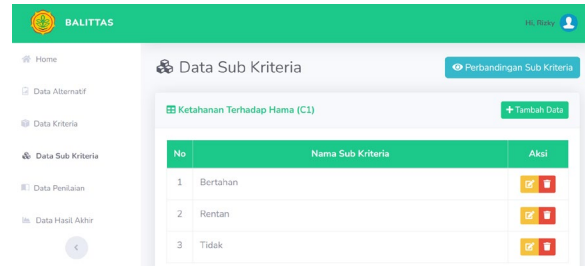 BALITTAS
Hi, Rizky
Home
Data Alternatif
Data Kriteria
Data Sub Kriteria
Data Penilaian
Data Hasil Akhir
Data Sub Kriteria
Perbandingan Sub Kriteria
Ketahanan Terhadap Hama (C1)
+ Tambah Data
No Nama Sub Kriteria Aksi
1 Bertahan
2 Rentan
3 Tidak